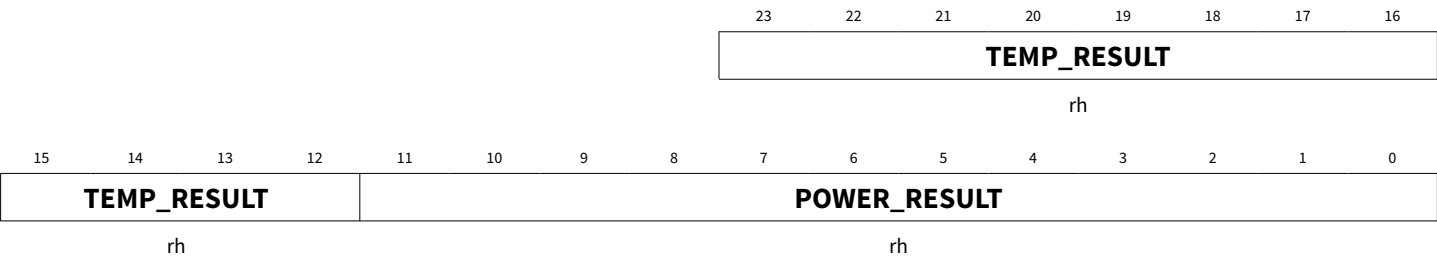 23 22 21 20 19 18 17 16
TEMP_RESULT
rh
15 14 13 12 11 10 9 8 7 6 5 4 3 2 1 0
TEMP_RESULT POWER_RESULT
rh rh